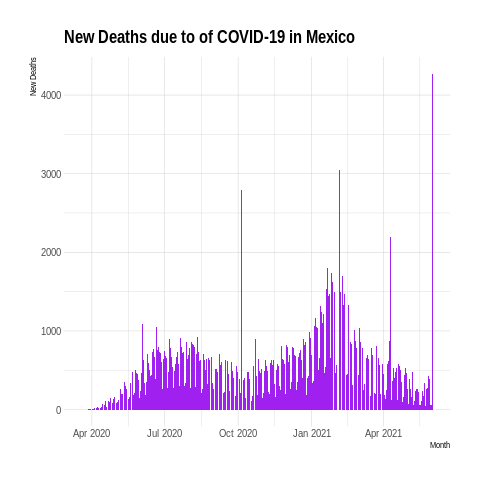 New Deaths due to of COVID-19 in Mexico
New Deaths
4000
3000
2000
1000
0
Apr 2020 Jul 2020 Oct 2020 Jan 2021 Apr 2021
Month